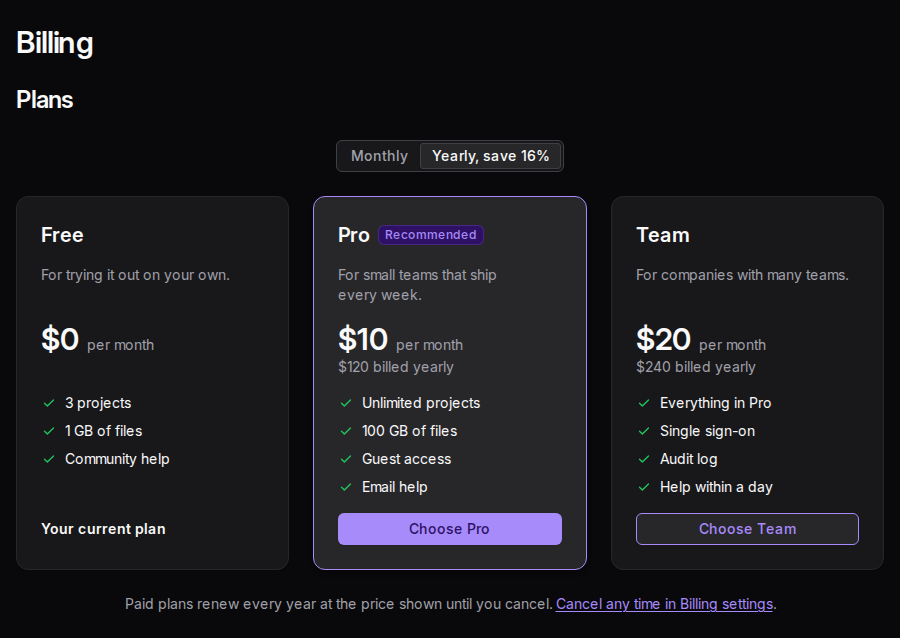 Billing
Plans
Monthly
Yearly, save 16%
Free
For trying it out on your own.
$0 per month
3 projects
1 GB of files
Community help
Your current plan
Pro
Recommended
For small teams that ship
every week.
$10 per month
$120 billed yearly
Unlimited projects
100 GB of files
Guest access
Email help
Choose Pro
Team
For companies with many teams.
$20 per month
$240 billed yearly
Everything in Pro
Single sign-on
Audit log
Help within a day
Choose Team
Paid plans renew every year at the price shown until you cancel. Cancel any time in Billing settings.